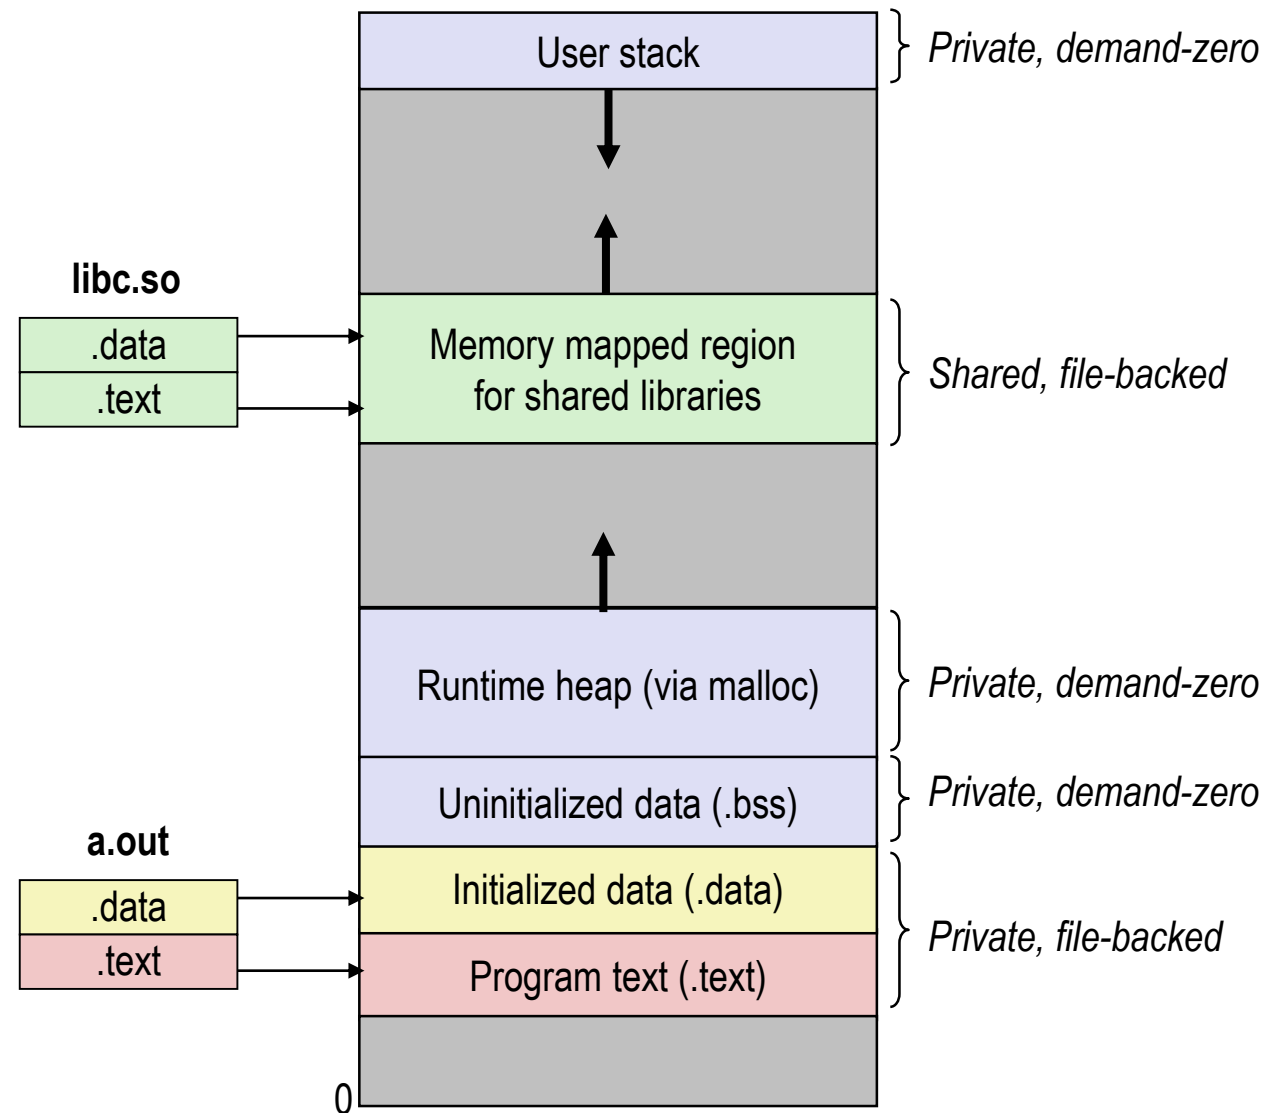 User stack
Private, demand-zero
libc.so
.data
.text
Memory mapped region
for shared libraries
Shared, file-backed
Runtime heap (via malloc)
Private, demand-zero
Uninitialized data (.bss)
Private, demand-zero
a.out
.data
.text
Initialized data (.data)
Program text (.text)
Private, file-backed
0